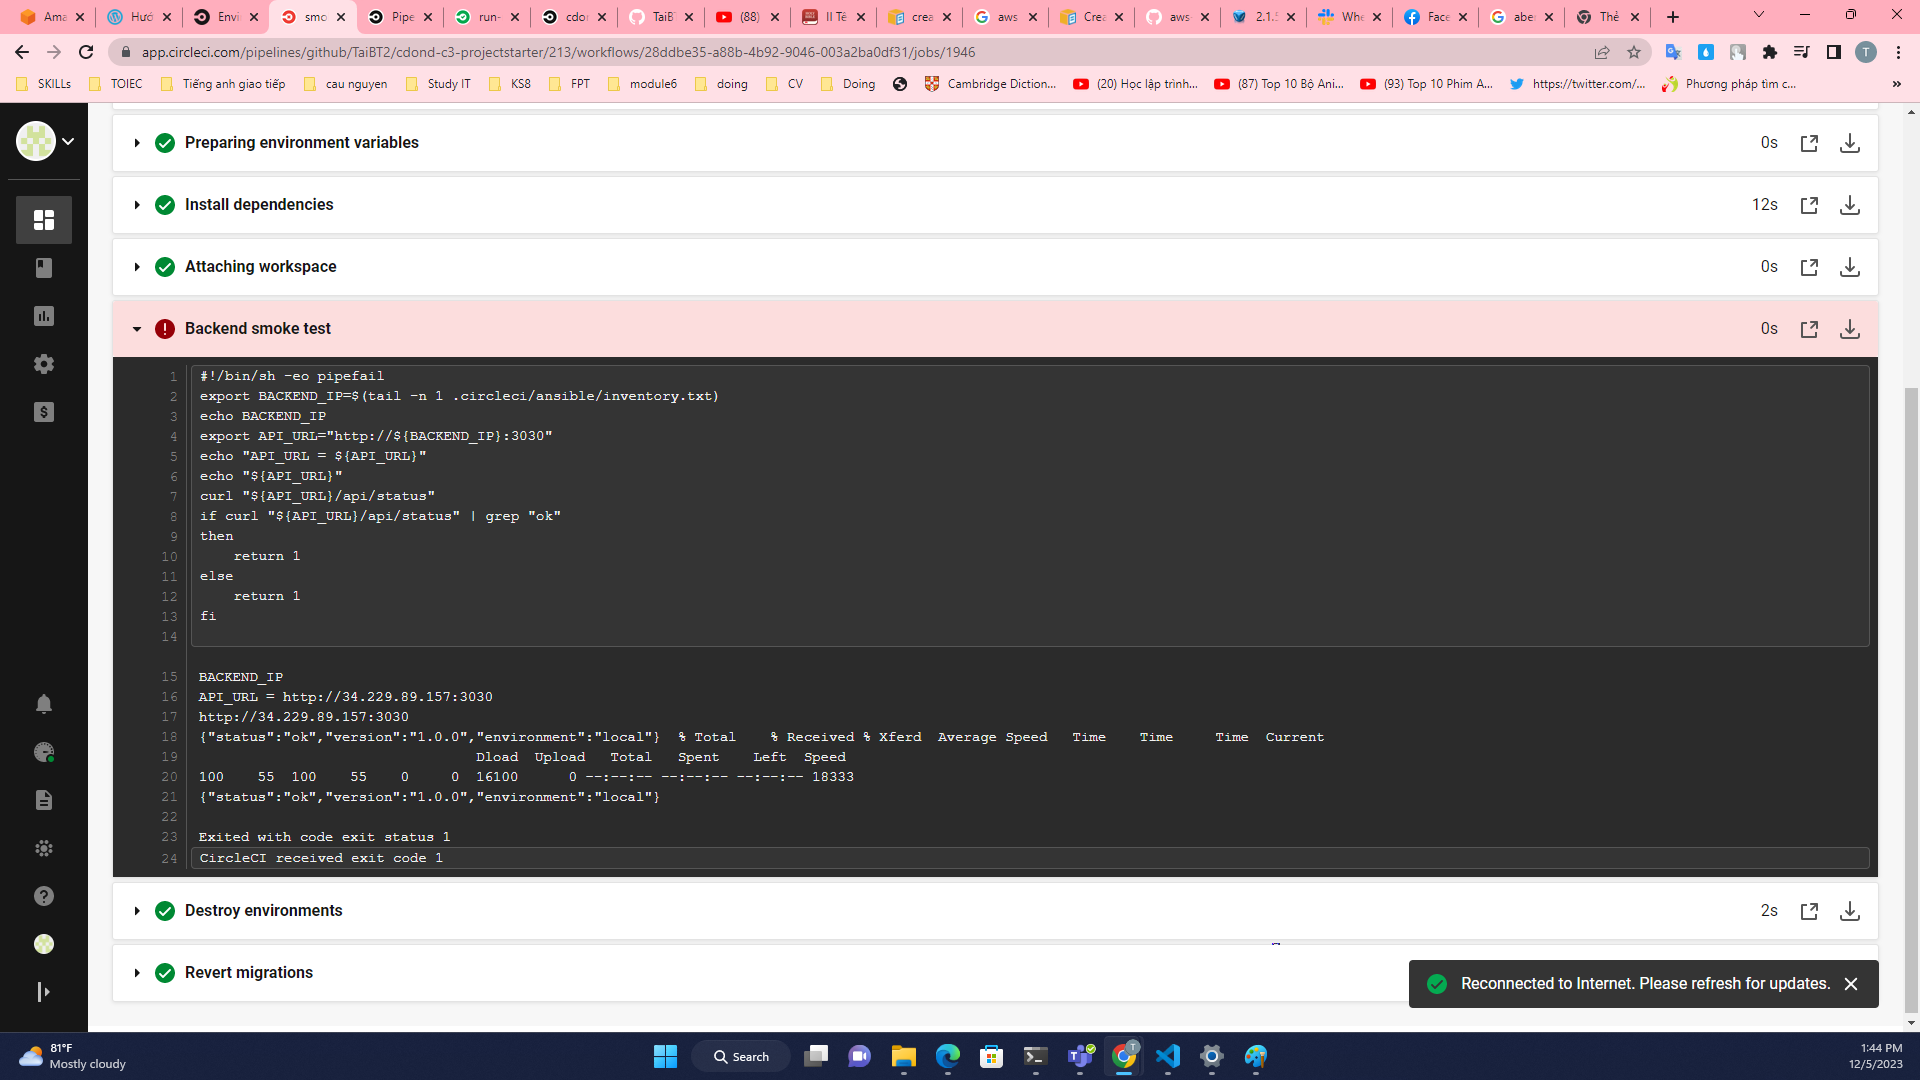 Ama
Hướ
Envi
smo
Pipe
run-
cdor
TaiB
(88)
II Tê
crea
aws
Crea
aws
2.1.
Whe
Face
abe
Thẻ
app.circleci.com/pipelines/github/TaiBT2/cdond-c3-projectstarter/213/workflows/28ddbe35-a88b-4b92-9046-003a2ba0df31/jobs/1946
T
SKILLs
TOIEC
Tiếng anh giao tiếp
cau nguyen
Study IT
KS8
FPT
module6
doing
CV
Doing
Cambridge Diction...
(20) Học lập trình...
(87) Top 10 Bộ Ani...
(93) Top 10 Phim A...
https://twitter.com/...
Phương pháp tìm c...
»
Preparing environment variables 0s
Install dependencies 12s
Attaching workspace 0s
Backend smoke test 0s
1 #!/bin/sh -eo pipefail
2 export BACKEND_IP=$(tail -n 1 .circleci/ansible/inventory.txt)
3 echo BACKEND_IP
4 export API_URL="http://${BACKEND_IP}:3030"
5 echo "API_URL = ${API_URL}"
6 echo "${API_URL}"
7 curl "${API_URL}/api/status"
8 if curl "${API_URL}/api/status" | grep "ok"
9 then
10 return 1
11 else
12 return 1
13 fi
14
15 BACKEND_IP
16 API_URL = http://34.229.89.157:3030
17 http://34.229.89.157:3030
18 {"status":"ok","version":"1.0.0","environment":"local"} % Total % Received % Xferd Average Speed Time Time Time Current
19 Dload Upload Total Spent Left Speed
20 100 55 100 55 0 0 16100 0 --:--:-- --:--:-- --:--:-- 18333
21 {"status":"ok","version":"1.0.0","environment":"local"}
22
23 Exited with code exit status 1
24 CircleCI received exit code 1
Destroy environments 2s
Revert migrations
Reconnected to Internet. Please refresh for updates.
81°F
Mostly cloudy
Search
1:44 PM
12/5/2023